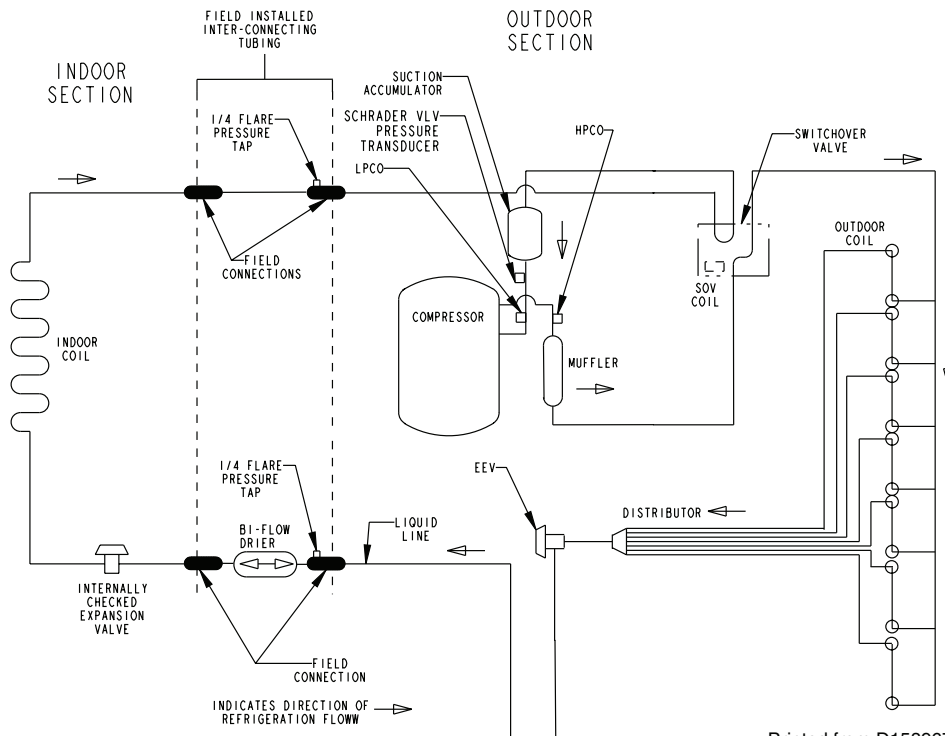 FIELD INSTALLED
INTER-CONNECTING
TUBING
OUTDOOR
SECTION
INDOOR
SECTION
SUCTION
ACCUMULATOR
1/4 FLARE
PRESSURE
TAP
SCHRADER VLV
PRESSURE
TRANSDUCER
LPCO
HPCO
SWITCHOVER
VALVE
OUTDOOR
COIL
FIELD
CONNECTIONS
SOV
COIL
COMPRESSOR
INDOOR
COIL
MUFFLER
1/4 FLARE
PRESSURE
TAP
EEV
BI-FLOW
DRIER
LIQUID
LINE
DISTRIBUTOR
INTERNALLY
CHECKED
EXPANSION
VALVE
FIELD
CONNECTION
INDICATES DIRECTION OF
REFRIGERATION FLOWW